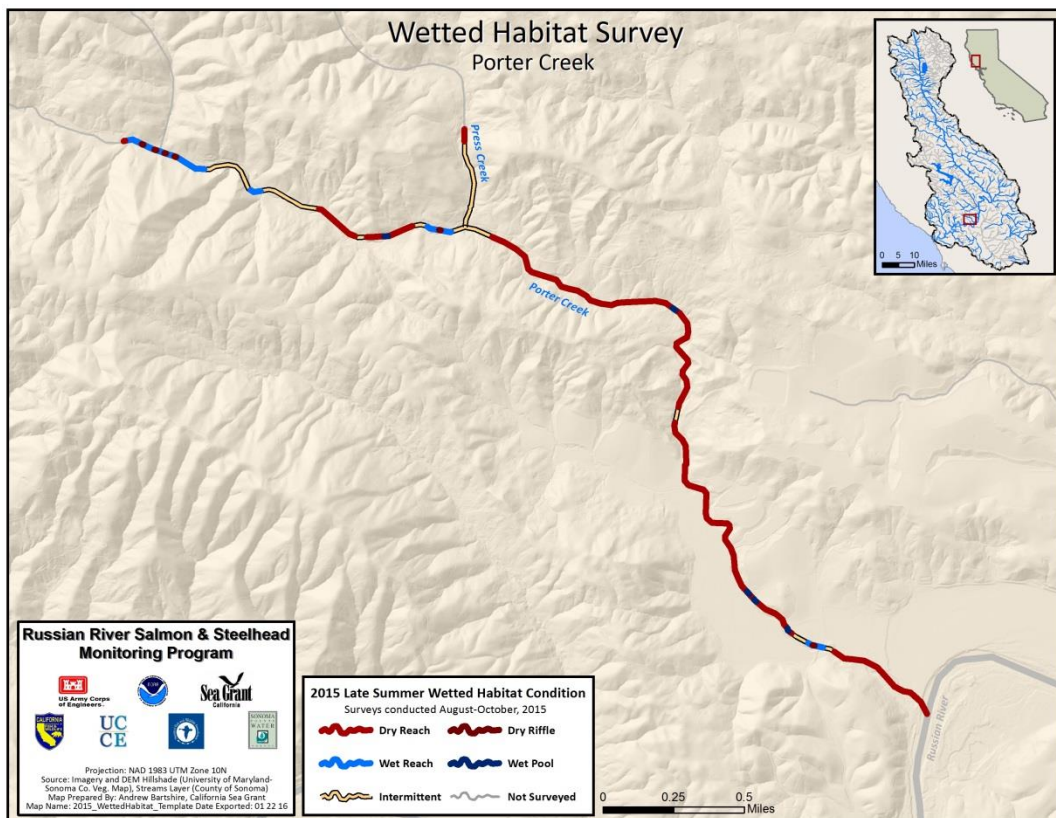 Wetted Habitat Survey
Porter Creek
Press Creek
Porter Creek
Russian River
0 5 10
Miles
Russian River Salmon & Steelhead
Monitoring Program
US Army Corps
of Engineers®
Sea Grant
California
CALIFORNIA
UC
CE
SONOMA
COUNTY
WATER
AGENCY
Projection: NAD 1983 UTM Zone 10N
Source: Imagery and DEM Hillshade (University of Maryland-
Sonoma Co. Veg. Map), Streams Layer (County of Sonoma)
Map Prepared By: Andrew Bartshire, California Sea Grant
Map Name: 2015_WettedHabitat_Template Date Exported: 01 22 16
2015 Late Summer Wetted Habitat Condition
Surveys conducted August-October, 2015
Dry Reach
Dry Riffle
Wet Reach
Wet Pool
Intermittent
Not Surveyed
0 0.25 0.5
Miles